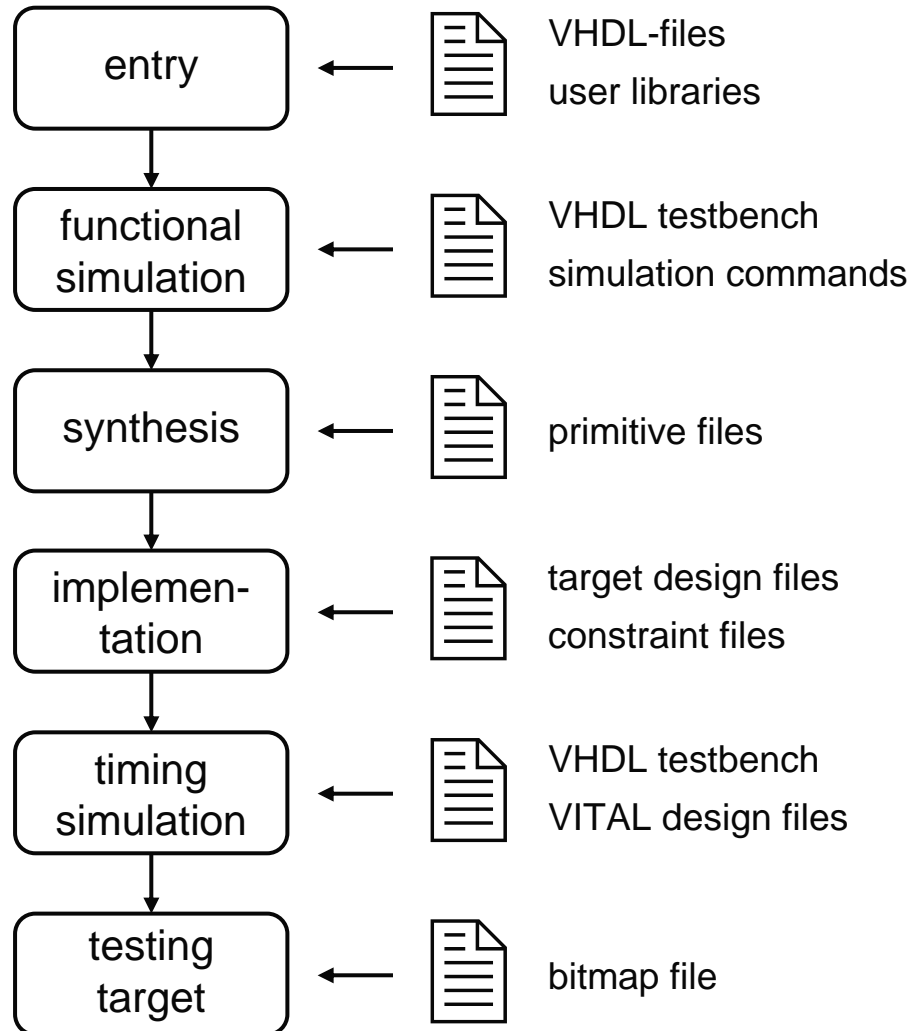 entry
VHDL-files
user libraries
functional
simulation
VHDL testbench
simulation commands
synthesis
primitive files
implemen-
tation
target design files
constraint files
timing
simulation
VHDL testbench
VITAL design files
testing
target
bitmap file